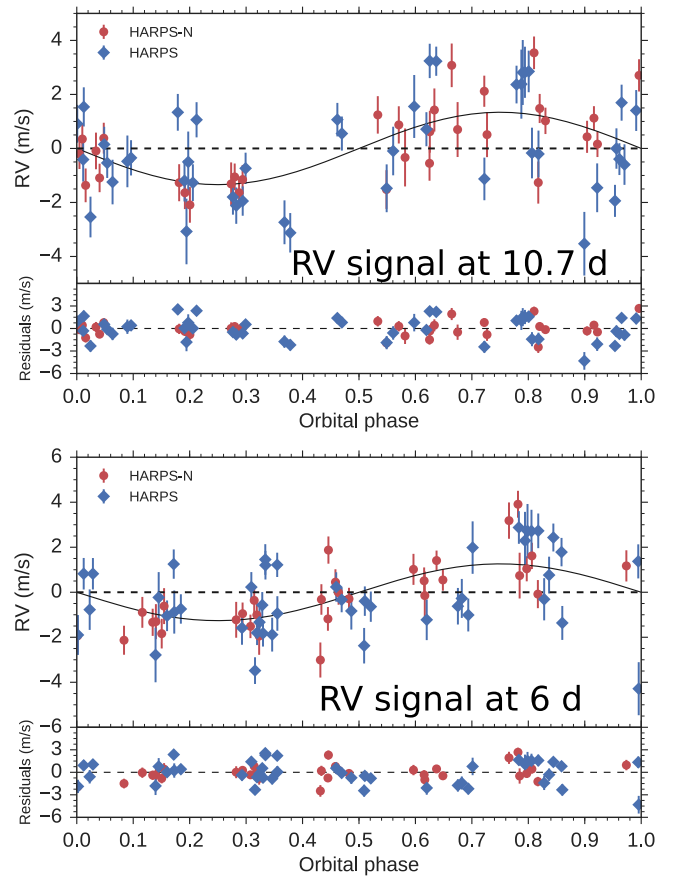 4
2
0
−2
−4
RV (m/s)
HARPS-N
HARPS
RV signal at 10.7 d
3
0
−3
−6
Residuals (m/s)
0.0 0.1 0.2 0.3 0.4 0.5 0.6 0.7 0.8 0.9 1.0
Orbital phase
6
4
2
0
−2
−4
−6
RV (m/s)
HARPS-N
HARPS
RV signal at 6 d
3
0
−3
−6
Residuals (m/s)
0.0 0.1 0.2 0.3 0.4 0.5 0.6 0.7 0.8 0.9 1.0
Orbital phase